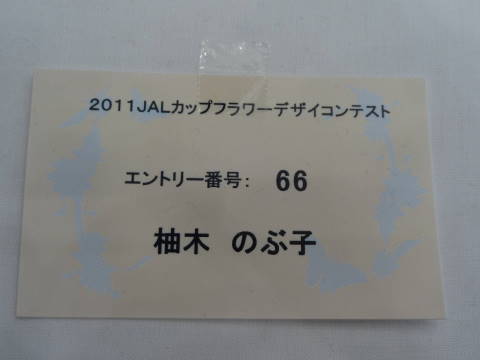 2011JALカップフラワーデザイコンテスト
エントリー番号： 66
柚木 のぶ子